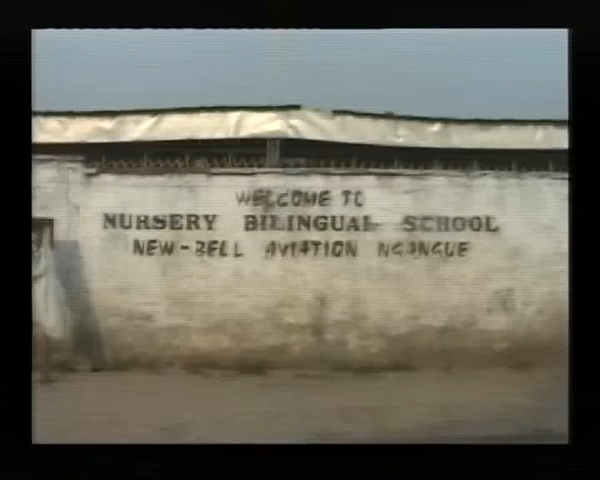 WELCOME TO
NURSERY BILINGUAL SCHOOL
NEW-BELL AVIATION NGANGUE